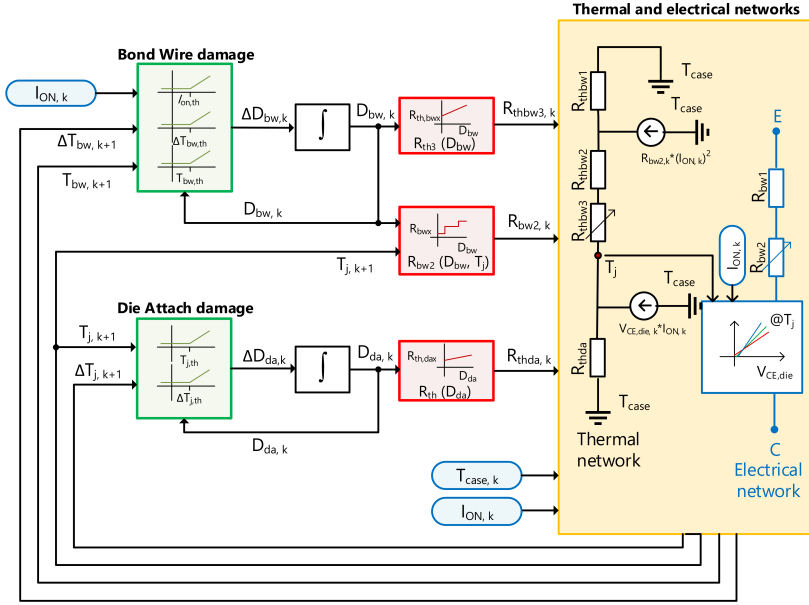 Thermal and electrical networks
Bond Wire damage
I_ON, k
I_on,th
ΔT_bw,th
T_bw,th
ΔT_bw, k+1
T_bw, k+1
ΔD_bw,k
∫
D_bw, k
R_th,bwx
D_bw
R_th3 (D_bw)
R_thbw3, k
D_bw, k
R_bwx
D_bw
R_bw2 (D_bw, T_j)
R_bw2, k
T_j, k+1
Die Attach damage
T_j, k+1
ΔT_j, k+1
T_j,th
ΔT_j,th
ΔD_da,k
∫
D_da, k
R_th,dax
D_da
R_th (D_da)
R_thda, k
D_da, k
T_case, k
I_ON, k
R_thbw1
T_case
T_case
R_bw2,k*(I_ON,k)²
R_thbw2
R_thbw3
T_j
T_case
V_CE,die, k*I_ON, k
R_thda
T_case
Thermal
network
E
R_bw1
I_ON, k
R_bw2
@T_j
V_CE,die
C
Electrical
network